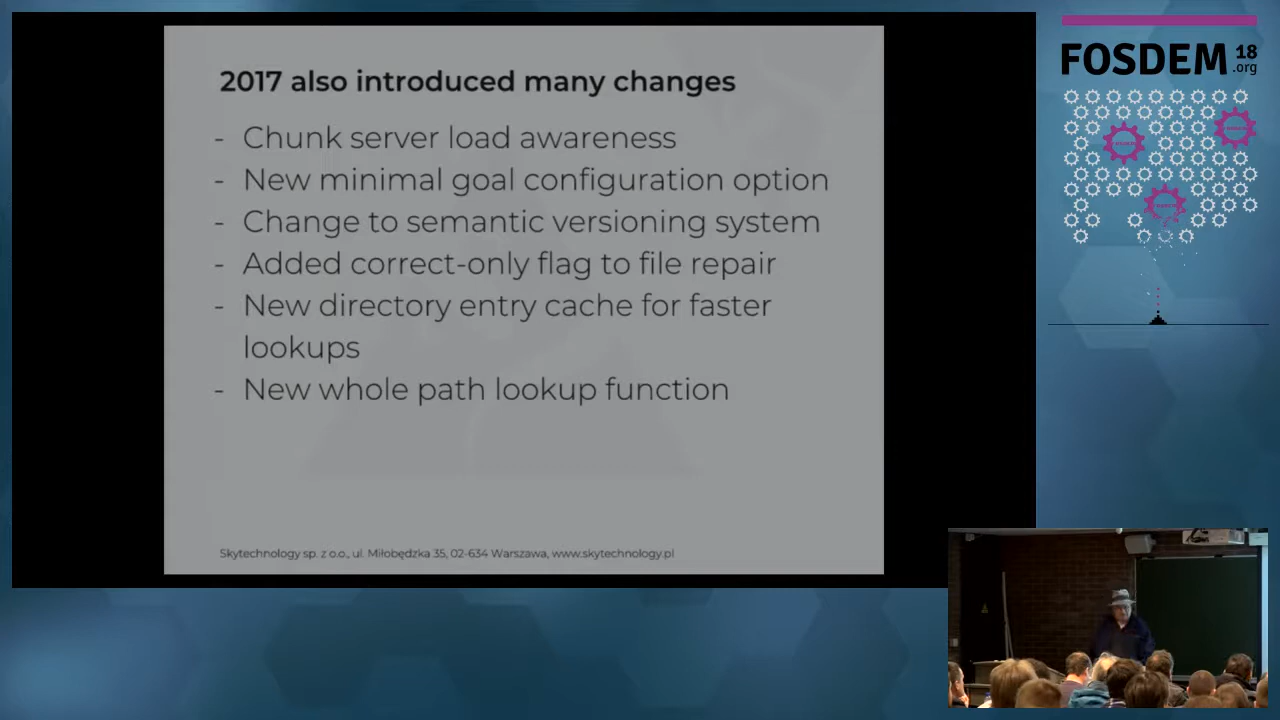 2017 also introduced many changes
- Chunk server load awareness
- New minimal goal configuration option
- Change to semantic versioning system
- Added correct-only flag to file repair
- New directory entry cache for faster
lookups
- New whole path lookup function
Skytechnology sp. z o.o., ul. Miłobędzka 35, 02-634 Warszawa, www.skytechnology.pl
FOSDEM 18
.org